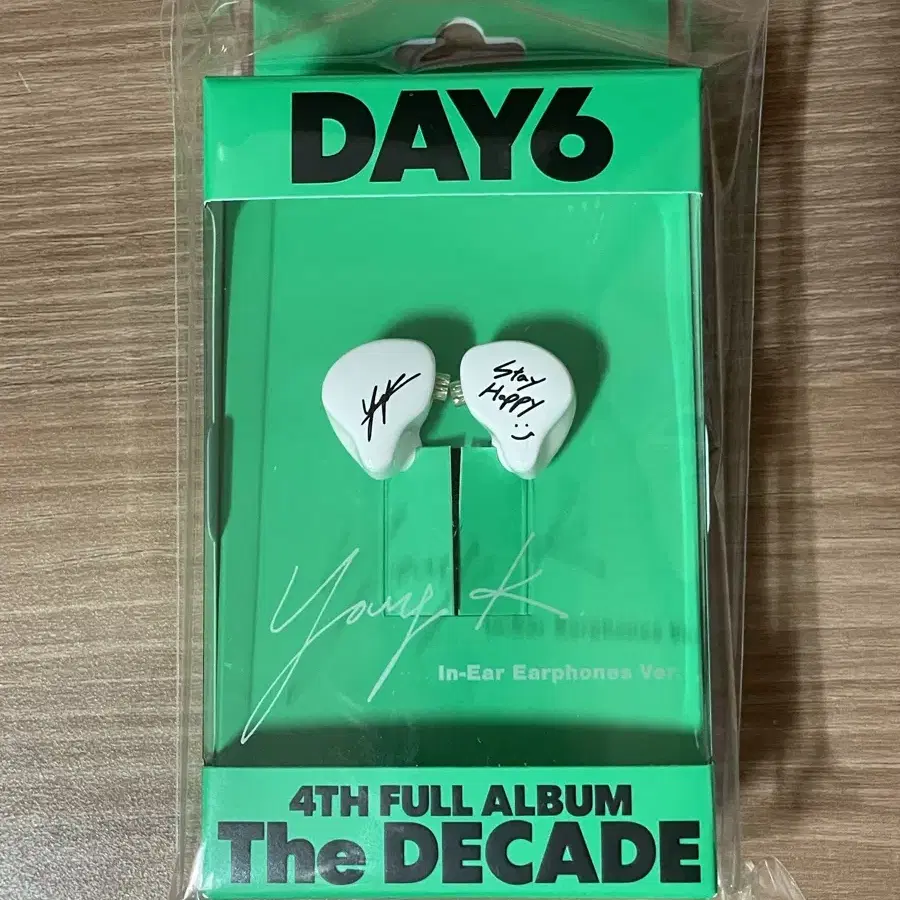 DAY6
Stay
Happy
:)
Young K
In-Ear Earphones Ver.
4TH FULL ALBUM
The DECADE